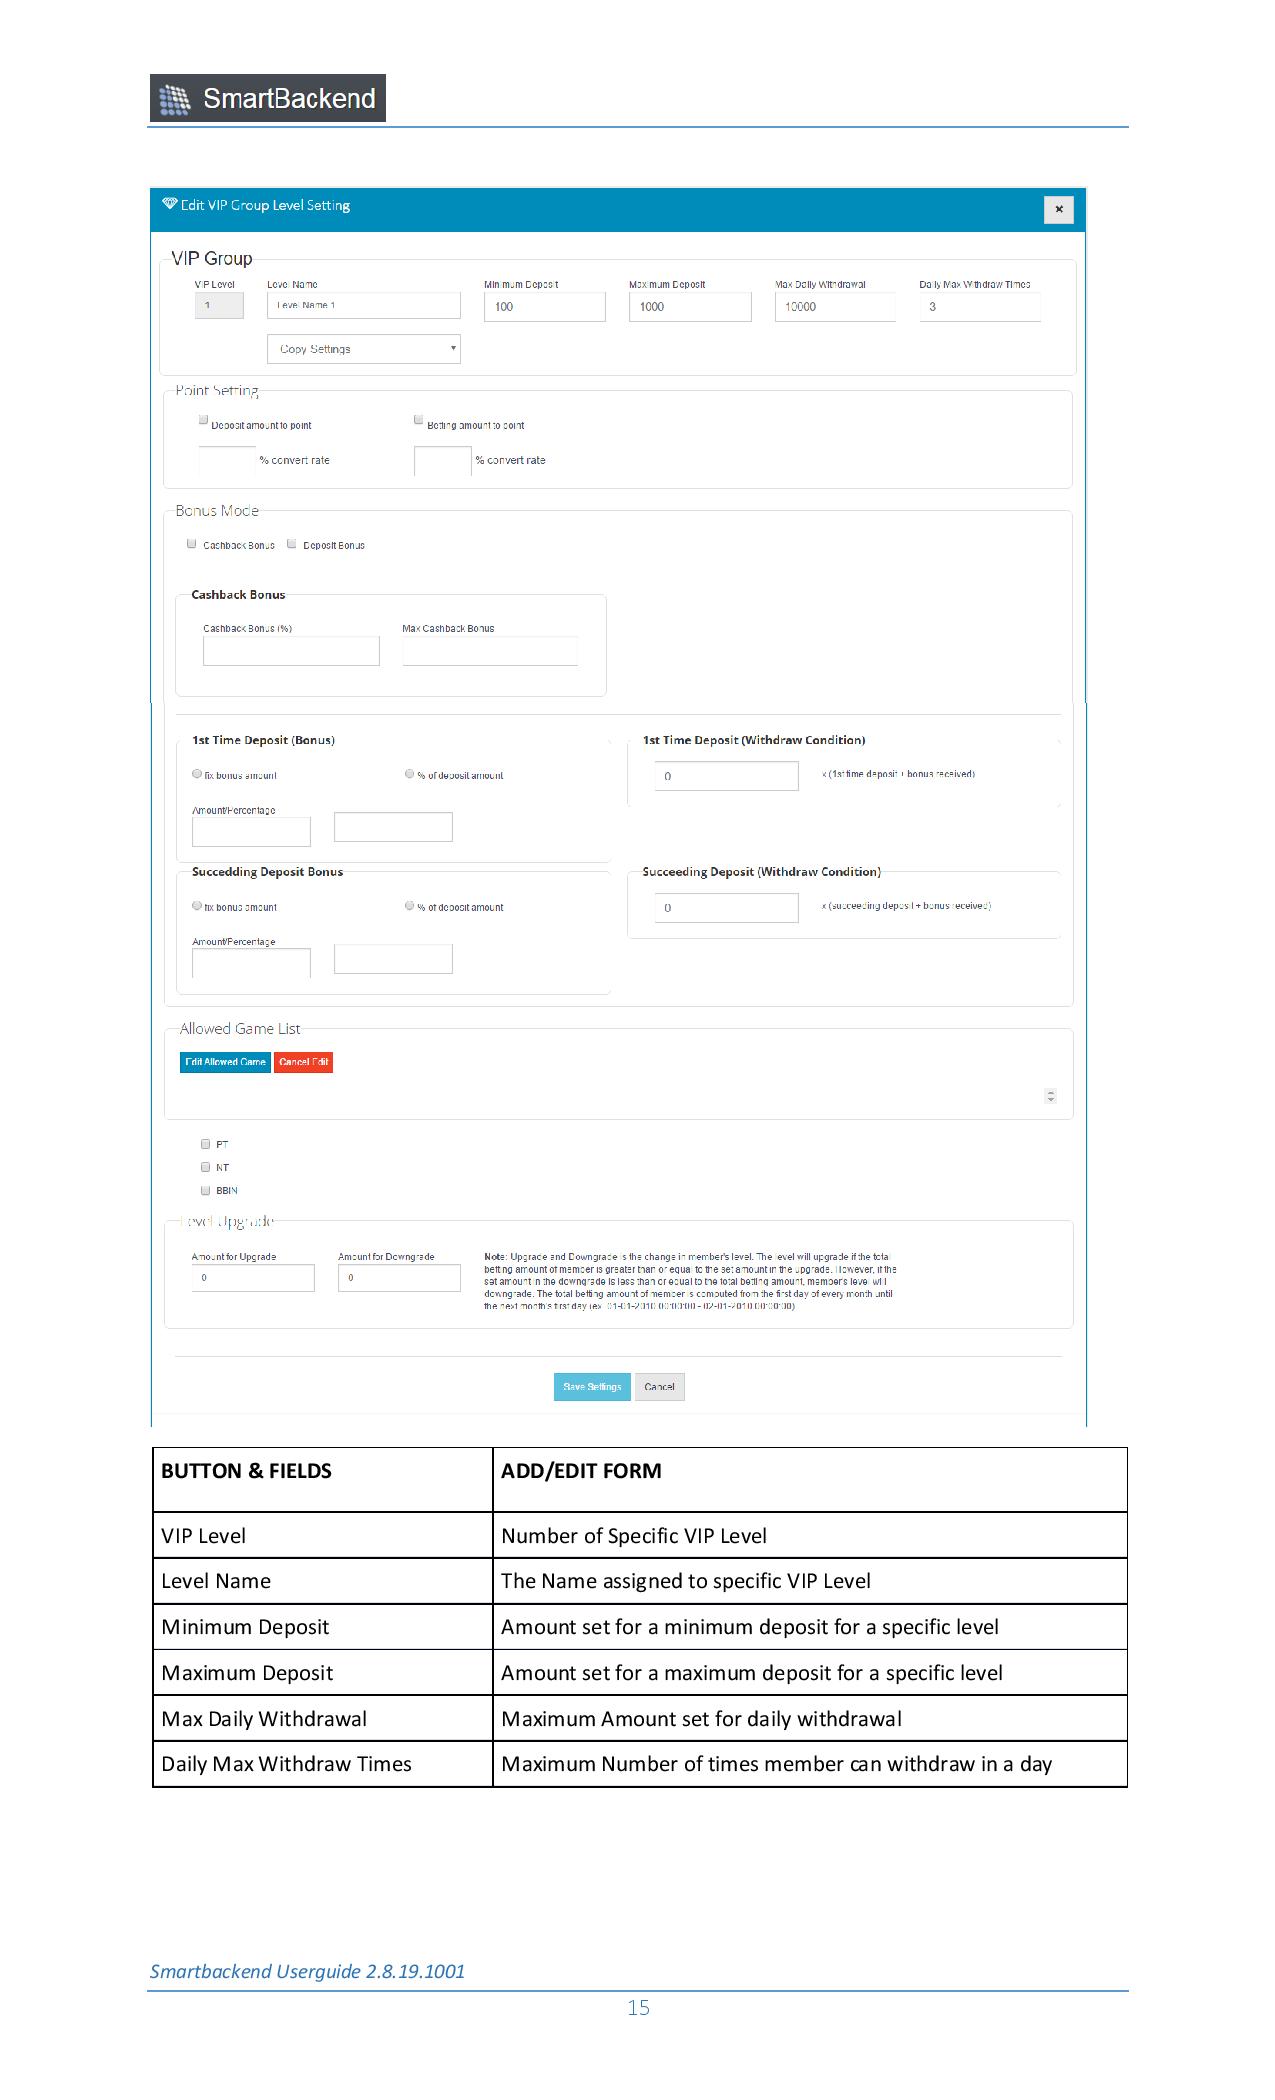 SmartBackend
Edit VIP Group Level Setting
×
VIP Group
VIP Level Level Name Minimum Deposit Maximum Deposit Max Daily Withdrawal Daily Max Withdraw Times
1 Level Name 1 100 1000 10000 3
Copy Settings
Point Setting
Deposit amount to point Betting amount to point
% convert rate % convert rate
Bonus Mode
Cashback Bonus Deposit Bonus
Cashback Bonus
Cashback Bonus (%) Max Cashback Bonus
1st Time Deposit (Bonus) 1st Time Deposit (Withdraw Condition)
fix bonus amount % of deposit amount 0 x (1st time deposit + bonus received)
Amount/Percentage
Succedding Deposit Bonus Succeeding Deposit (Withdraw Condition)
fix bonus amount % of deposit amount 0 x (succeeding deposit + bonus received)
Amount/Percentage
Allowed Game List
Edit Allowed Game Cancel Edit
PT
NT
BBIN
Level Upgrade
Amount for Upgrade Amount for Downgrade
0 0
Note: Upgrade and Downgrade is the change in member's level. The level will upgrade if the total
betting amount of member is greater than or equal to the set amount in the upgrade. However, if the
set amount in the downgrade is less than or equal to the total betting amount, member's level will
downgrade. The total betting amount of member is computed from the first day of every month until
the next month's first day (ex. 01-01-2010 00:00:00 - 02-01-2010 00:00:00)
Save Settings Cancel
BUTTON & FIELDS ADD/EDIT FORM
VIP Level Number of Specific VIP Level
Level Name The Name assigned to specific VIP Level
Minimum Deposit Amount set for a minimum deposit for a specific level
Maximum Deposit Amount set for a maximum deposit for a specific level
Max Daily Withdrawal Maximum Amount set for daily withdrawal
Daily Max Withdraw Times Maximum Number of times member can withdraw in a day
Smartbackend Userguide 2.8.19.1001
15